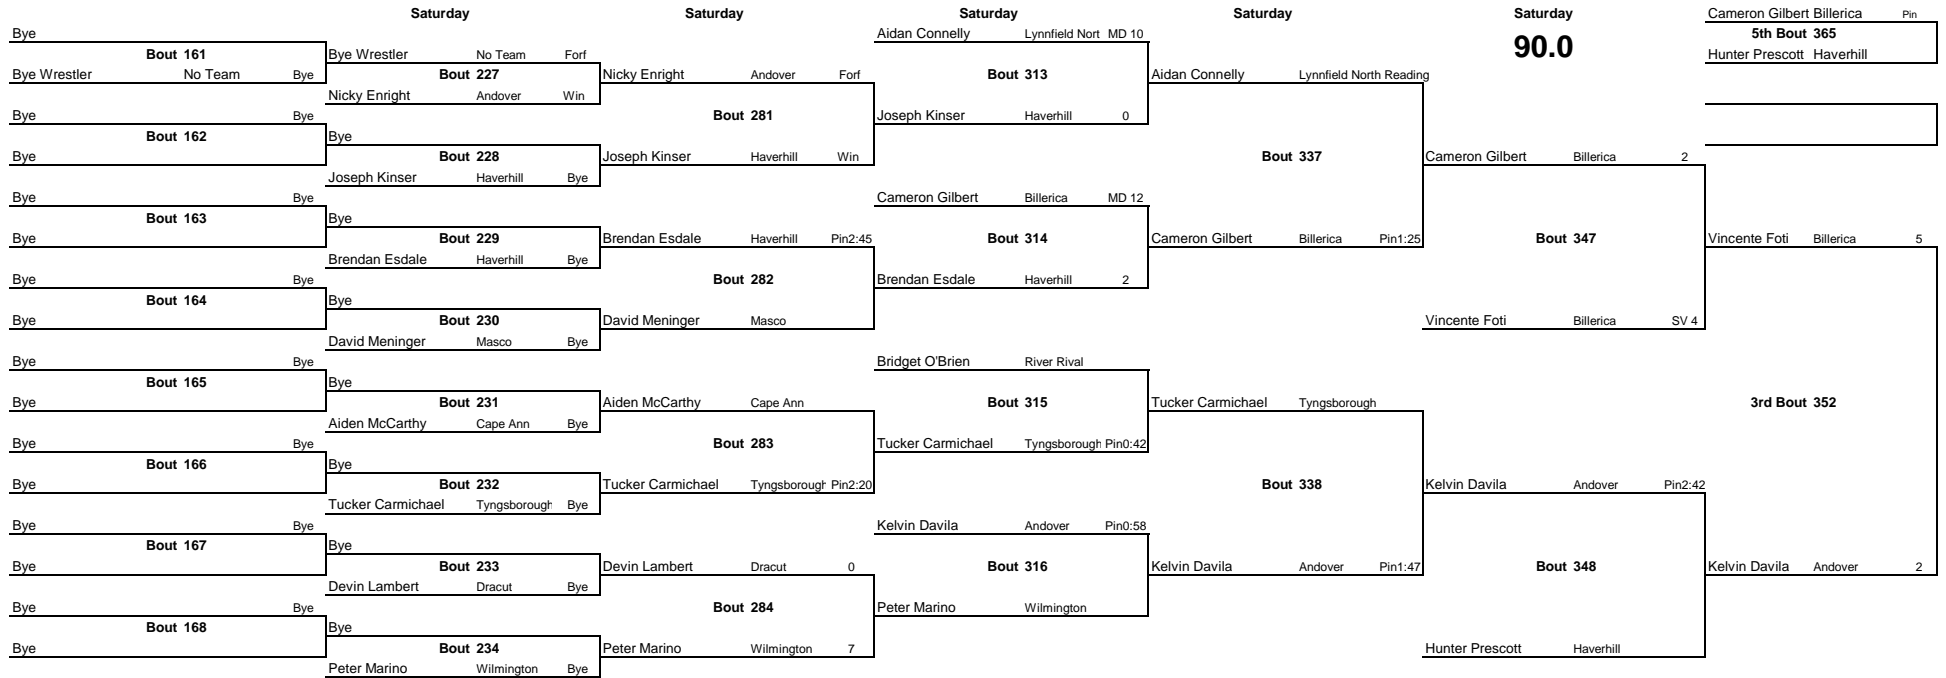 Saturday Saturday Saturday Saturday Saturday
90.0
Bye
Bout 161
Bye Wrestler No Team Bye
Bye Bye
Bout 162
Bye
Bye Bye
Bout 163
Bye
Bye Bye
Bout 164
Bye
Bye Bye
Bout 165
Bye
Bye Bye
Bout 166
Bye
Bye Bye
Bout 167
Bye
Bye Bye
Bout 168
Bye
Bye Wrestler No Team Forf
Bout 227
Nicky Enright Andover Win
Bye
Bout 228
Joseph Kinser Haverhill Bye
Bye
Bout 229
Brendan Esdale Haverhill Bye
Bye
Bout 230
David Meninger Masco Bye
Bye
Bout 231
Aiden McCarthy Cape Ann Bye
Bye
Bout 232
Tucker Carmichael Tyngsborough Bye
Bye
Bout 233
Devin Lambert Dracut Bye
Bye
Bout 234
Peter Marino Wilmington Bye
Nicky Enright Andover Forf
Bout 281
Joseph Kinser Haverhill Win
Brendan Esdale Haverhill Pin2:45
Bout 282
David Meninger Masco
Aiden McCarthy Cape Ann
Bout 283
Tucker Carmichael Tyngsborough Pin2:20
Devin Lambert Dracut 0
Bout 284
Peter Marino Wilmington 7
Aidan Connelly Lynnfield Nort MD 10
Bout 313
Joseph Kinser Haverhill 0
Cameron Gilbert Billerica MD 12
Bout 314
Brendan Esdale Haverhill 2
Bridget O'Brien River Rival
Bout 315
Tucker Carmichael Tyngsborough Pin0:42
Kelvin Davila Andover Pin0:58
Bout 316
Peter Marino Wilmington
Aidan Connelly Lynnfield North Reading
Bout 337
Cameron Gilbert Billerica Pin1:25
Tucker Carmichael Tyngsborough
Bout 338
Kelvin Davila Andover Pin1:47
Cameron Gilbert Billerica 2
Bout 347
Vincente Foti Billerica SV 4
Kelvin Davila Andover Pin2:42
Bout 348
Hunter Prescott Haverhill
Cameron Gilbert Billerica Pin
5th Bout 365
Hunter Prescott Haverhill
Vincente Foti Billerica 5
3rd Bout 352
Kelvin Davila Andover 2